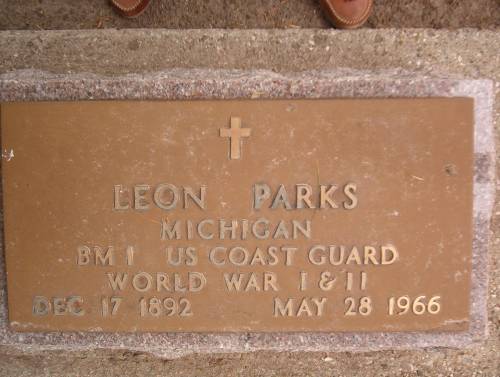 LEON PARKS
MICHIGAN
BM1 US COAST GUARD
WORLD WAR I & II
DEC 17 1892 MAY 28 1966